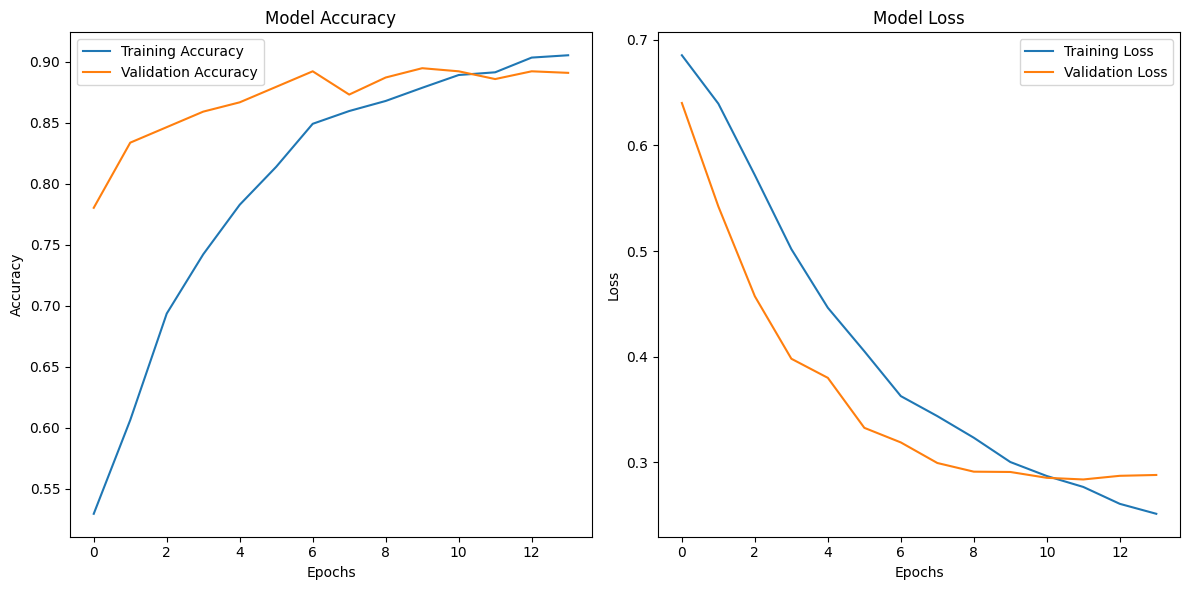 Model Accuracy
Training Accuracy
Validation Accuracy
0.90
0.85
0.80
0.75
0.70
0.65
0.60
0.55
Accuracy
0 2 4 6 8 10 12
Epochs
Model Loss
Training Loss
Validation Loss
0.7
0.6
0.5
0.4
0.3
Loss
0 2 4 6 8 10 12
Epochs